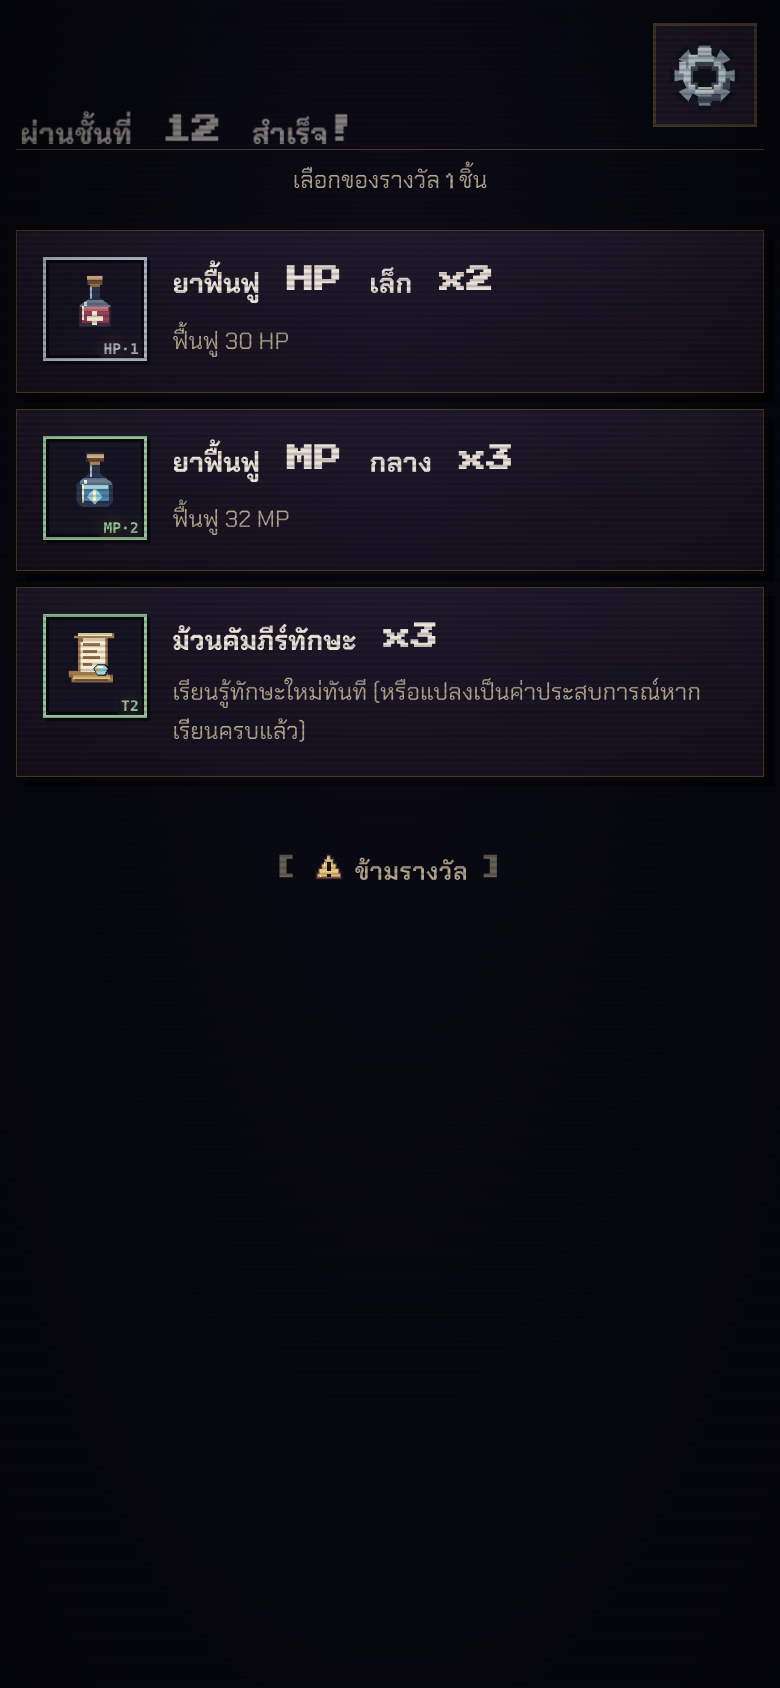 ผ่านชั้นที่ 12 สำเร็จ!
เลือกของรางวัล 1 ชิ้น
ยาฟื้นฟู HP เล็ก x2
HP·1
ฟื้นฟู 30 HP
ยาฟื้นฟู MP กลาง x3
MP·2
ฟื้นฟู 32 MP
ม้วนคัมภีร์ทักษะ x3
T2
เรียนรู้ทักษะใหม่ทันที (หรือแปลงเป็นค่าประสบการณ์หาก
เรียนครบแล้ว)
[ ข้ามรางวัล ]